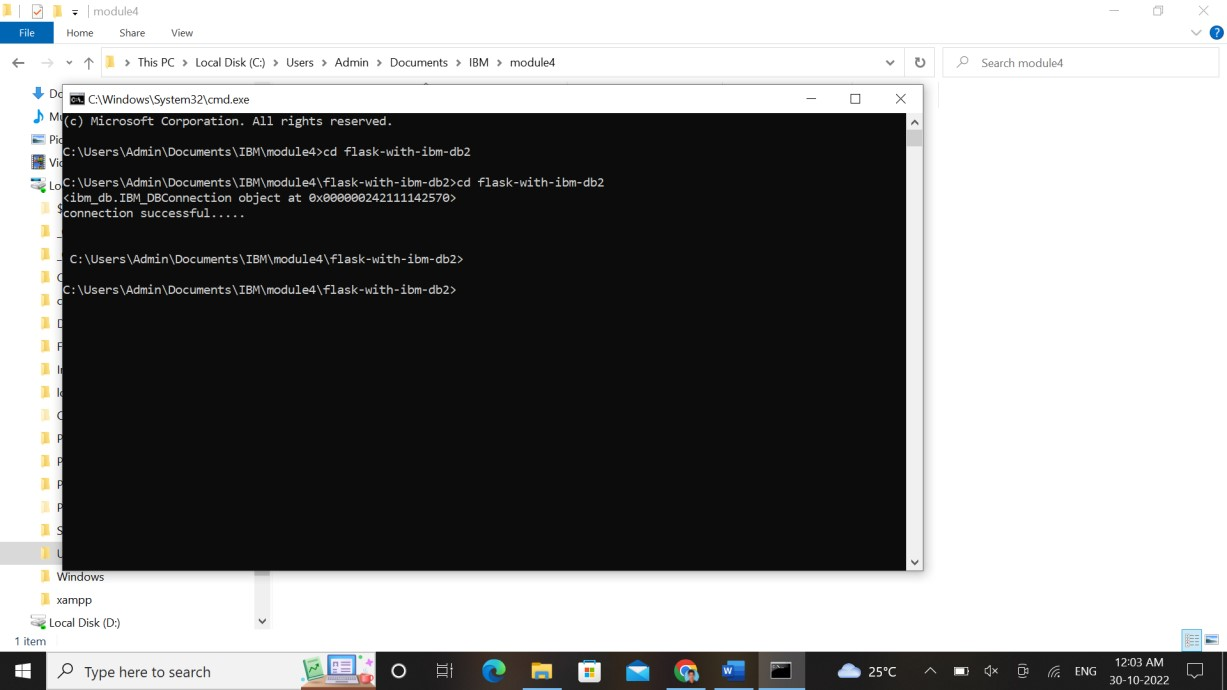 module4
File Home Share View
This PC > Local Disk (C:) > Users > Admin > Documents > IBM > module4
Search module4
C:\Windows\System32\cmd.exe
(c) Microsoft Corporation. All rights reserved.
C:\Users\Admin\Documents\IBM\module4>cd flask-with-ibm-db2
C:\Users\Admin\Documents\IBM\module4\flask-with-ibm-db2>cd flask-with-ibm-db2
<ibm_db.IBM_DBConnection object at 0x000000242111142570>
connection successful.....
C:\Users\Admin\Documents\IBM\module4\flask-with-ibm-db2>
C:\Users\Admin\Documents\IBM\module4\flask-with-ibm-db2>
Windows
xampp
Local Disk (D:)
1 item
Type here to search
25°C
ENG
12:03 AM
30-10-2022